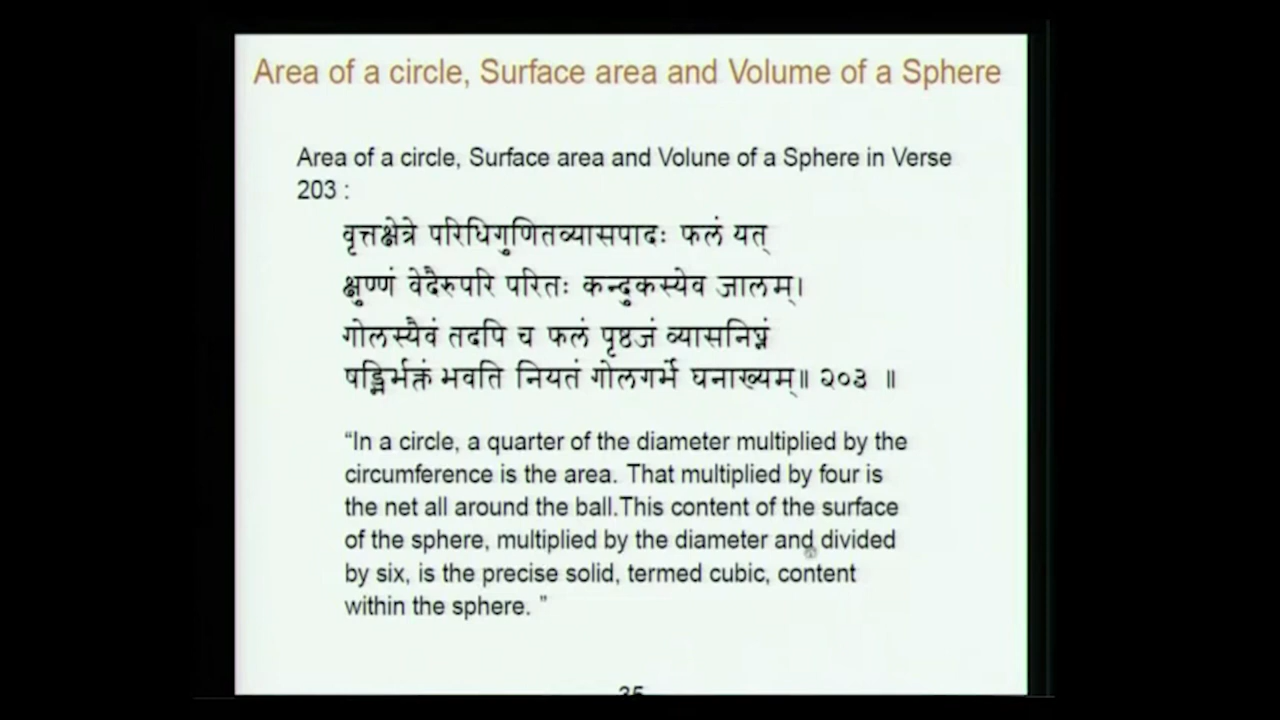 Area of a circle, Surface area and Volume of a Sphere
Area of a circle, Surface area and Volune of a Sphere in Verse
203 :
वृत्तक्षेत्रे परिधिगुणितव्यासपादः फलं यत्
क्षुण्णं वेदैरुपरि परितः कन्दुकस्येव जालम्।
गोलस्यैवं तदपि च फलं पृष्ठजं व्यासनिघ्नं
षड्भिर्भक्तं भवति नियतं गोलगर्भे घनाख्यम्॥ २०३ ॥
“In a circle, a quarter of the diameter multiplied by the
circumference is the area. That multiplied by four is
the net all around the ball.This content of the surface
of the sphere, multiplied by the diameter and divided
by six, is the precise solid, termed cubic, content
within the sphere. ”
35